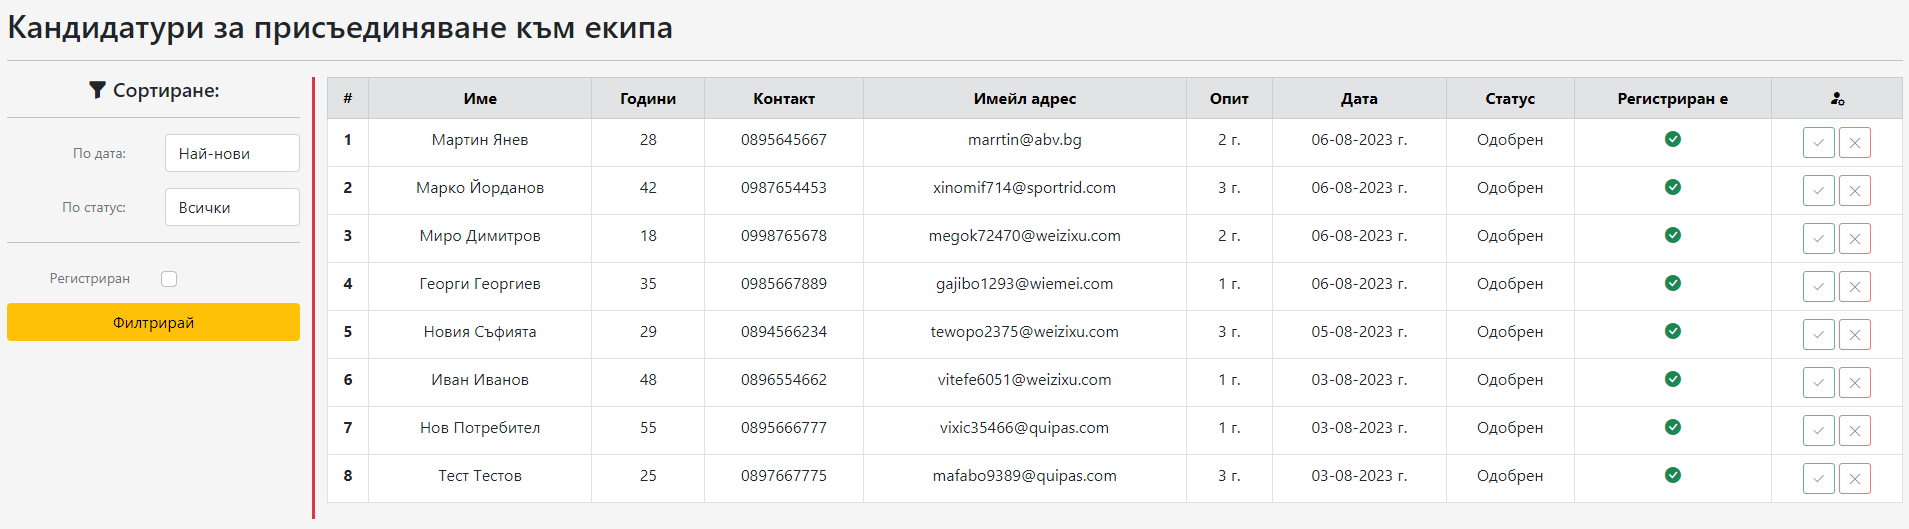 Кандидатури за присъединяване към екипа
Сортиране:
По дата: Най-нови
По статус: Всички
Регистриран
Филтрирай
# Име Години Контакт Имейл адрес Опит Дата Статус Регистриран е
1 Мартин Янев 28 0895645667 marrtin@abv.bg 2 г. 06-08-2023 г. Одобрен
2 Марко Йорданов 42 0987654453 xinomif714@sportrid.com 3 г. 06-08-2023 г. Одобрен
3 Миро Димитров 18 0998765678 megok72470@weizixu.com 2 г. 06-08-2023 г. Одобрен
4 Георги Георгиев 35 0985667889 gajibo1293@wiemei.com 1 г. 06-08-2023 г. Одобрен
5 Новия Съфията 29 0894566234 tewopo2375@weizixu.com 3 г. 05-08-2023 г. Одобрен
6 Иван Иванов 48 0896554662 vitefe6051@weizixu.com 1 г. 03-08-2023 г. Одобрен
7 Нов Потребител 55 0895666777 vixic35466@quipas.com 1 г. 03-08-2023 г. Одобрен
8 Тест Тестов 25 0897667775 mafabo9389@quipas.com 3 г. 03-08-2023 г. Одобрен